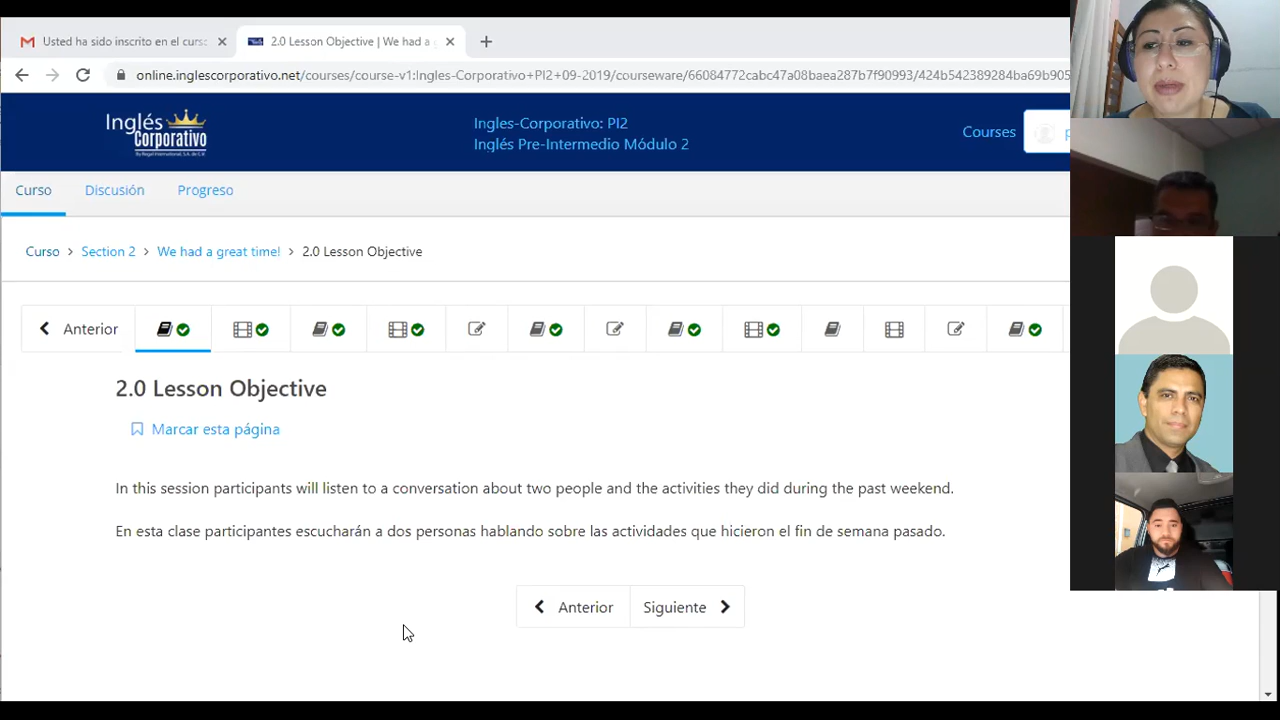 Usted ha sido inscrito en el curso
2.0 Lesson Objective | We had a g
online.inglescorporativo.net/courses/course-v1:Ingles-Corporativo+PI2+09-2019/courseware/66084772cabc47a08baea287b7f90993/424b542389284ba69b905
Inglés
Corporativo
Ingles-Corporativo: PI2
Inglés Pre-Intermedio Módulo 2
Courses
Curso
Discusión
Progreso
Curso > Section 2 > We had a great time! > 2.0 Lesson Objective
Anterior
2.0 Lesson Objective
Marcar esta página
In this session participants will listen to a conversation about two people and the activities they did during the past weekend.
En esta clase participantes escucharán a dos personas hablando sobre las actividades que hicieron el fin de semana pasado.
Anterior
Siguiente